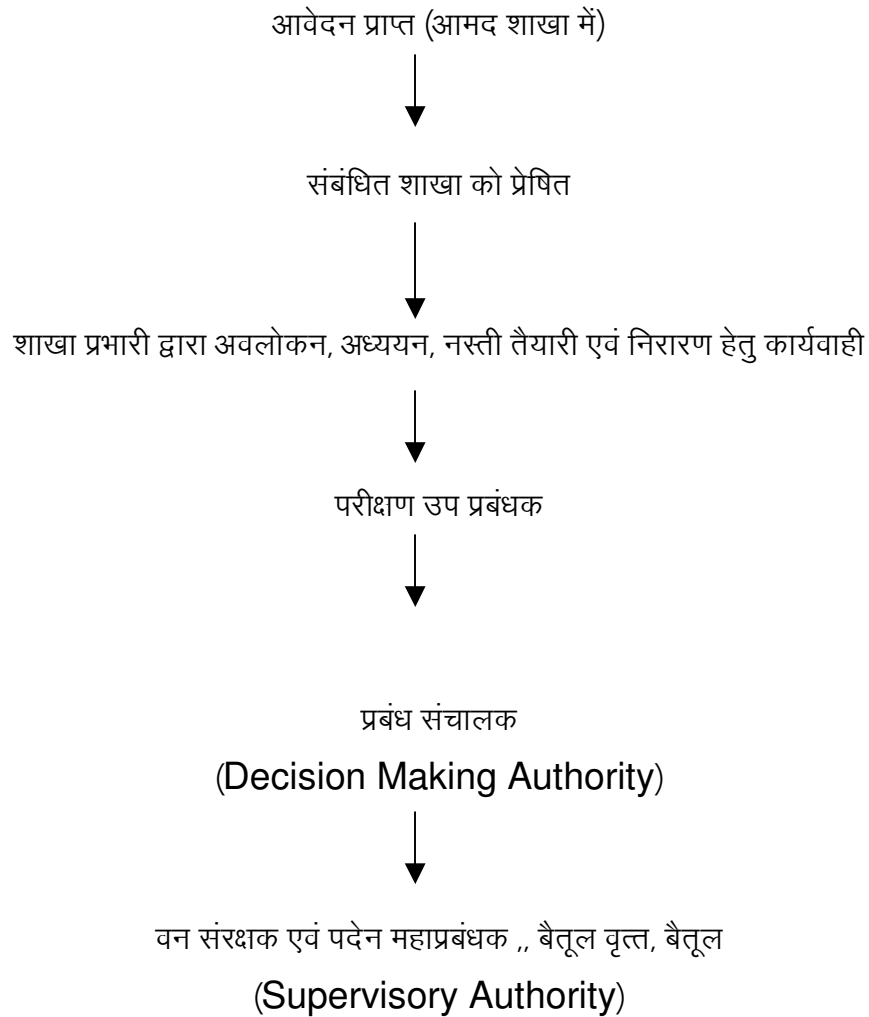 आवेदन प्राप्त (आमद शाखा में)
संबंधित शाखा को प्रेषित
शाखा प्रभारी द्वारा अवलोकन, अध्ययन, नस्ती तैयारी एवं निरारण हेतु कार्यवाही
परीक्षण उप प्रबंधक
प्रबंध संचालक
(Decision Making Authority)
वन संरक्षक एवं पदेन महाप्रबंधक ,, बैतूल वृत्त, बैतूल
(Supervisory Authority)